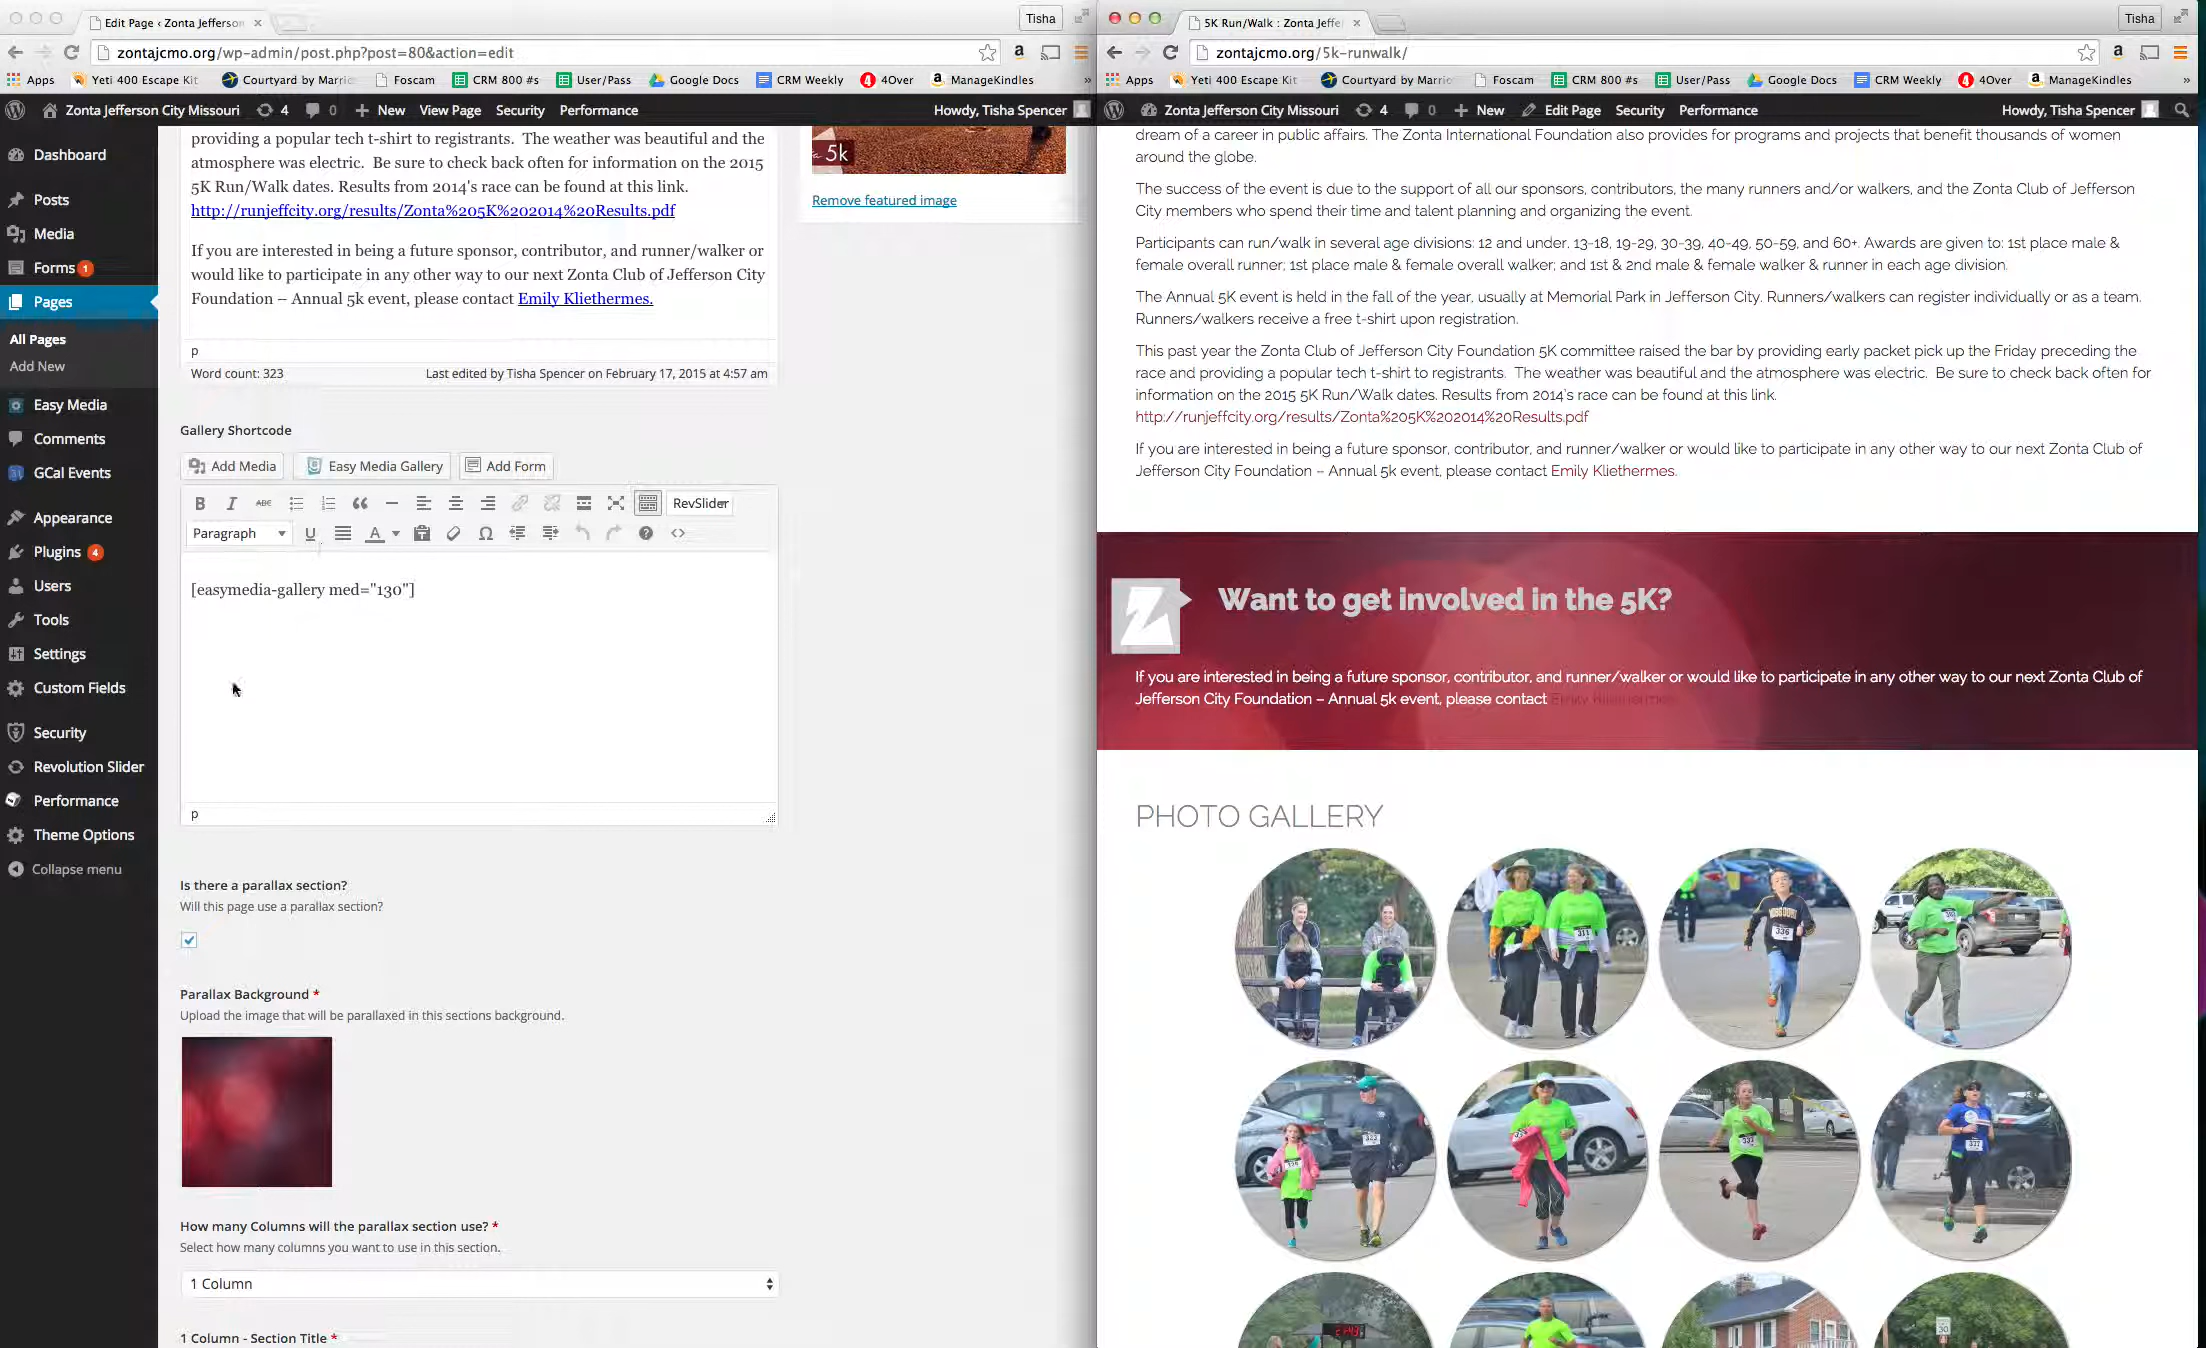 Edit Page ‹ Zonta Jefferson
Tisha
zontajcmo.org/wp-admin/post.php?post=80&action=edit
Apps
Yeti 400 Escape Kit
Courtyard by Marric
Foscam
CRM 800 #s
User/Pass
Google Docs
CRM Weekly
4Over
ManageKindles
»
Zonta Jefferson City Missouri
4
0
New
View Page
Security
Performance
Howdy, Tisha Spencer
Dashboard
Posts
Media
Forms 1
Pages
All Pages
Add New
Easy Media
Comments
GCal Events
Appearance
Plugins 4
Users
Tools
Settings
Custom Fields
Security
Revolution Slider
Performance
Theme Options
Collapse menu
providing a popular tech t-shirt to registrants.  The weather was beautiful and the
atmosphere was electric.  Be sure to check back often for information on the 2015
5K Run/Walk dates. Results from 2014's race can be found at this link.
http://runjeffcity.org/results/Zonta%205K%202014%20Results.pdf
If you are interested in being a future sponsor, contributor, and runner/walker or
would like to participate in any other way to our next Zonta Club of Jefferson City
Foundation – Annual 5k event, please contact Emily Kliethermes.
p
Word count: 323
Last edited by Tisha Spencer on February 17, 2015 at 4:57 am
5k
Remove featured image
Gallery Shortcode
Add Media
Easy Media Gallery
Add Form
B I ABC
RevSlider
Paragraph
U A Ω
[easymedia-gallery med="130"]
p
Is there a parallax section?
Will this page use a parallax section?
Parallax Background *
Upload the image that will be parallaxed in this sections background.
How many Columns will the parallax section use? *
Select how many columns you want to use in this section.
1 Column
1 Column - Section Title *
5K Run/Walk : Zonta Jeffe
Tisha
zontajcmo.org/5k-runwalk/
Apps
Yeti 400 Escape Kit
Courtyard by Marric
Foscam
CRM 800 #s
User/Pass
Google Docs
CRM Weekly
4Over
ManageKindles
»
Zonta Jefferson City Missouri
4
0
New
Edit Page
Security
Performance
Howdy, Tisha Spencer
dream of a career in public affairs. The Zonta International Foundation also provides for programs and projects that benefit thousands of women
around the globe.
The success of the event is due to the support of all our sponsors, contributors, the many runners and/or walkers, and the Zonta Club of Jefferson
City members who spend their time and talent planning and organizing the event.
Participants can run/walk in several age divisions: 12 and under, 13-18, 19-29, 30-39, 40-49, 50-59, and 60+. Awards are given to: 1st place male &
female overall runner; 1st place male & female overall walker; and 1st & 2nd male & female walker & runner in each age division.
The Annual 5K event is held in the fall of the year, usually at Memorial Park in Jefferson City. Runners/walkers can register individually or as a team.
Runners/walkers receive a free t-shirt upon registration.
This past year the Zonta Club of Jefferson City Foundation 5K committee raised the bar by providing early packet pick up the Friday preceding the
race and providing a popular tech t-shirt to registrants.  The weather was beautiful and the atmosphere was electric.  Be sure to check back often for
information on the 2015 5K Run/Walk dates. Results from 2014's race can be found at this link.
http://runjeffcity.org/results/Zonta%205K%202014%20Results.pdf
If you are interested in being a future sponsor, contributor, and runner/walker or would like to participate in any other way to our next Zonta Club of
Jefferson City Foundation – Annual 5k event, please contact Emily Kliethermes.
Want to get involved in the 5K?
If you are interested in being a future sponsor, contributor, and runner/walker or would like to participate in any other way to our next Zonta Club of
Jefferson City Foundation – Annual 5k event, please contact Emily Kliethermes.
PHOTO GALLERY
311
MISSOURI
336
323